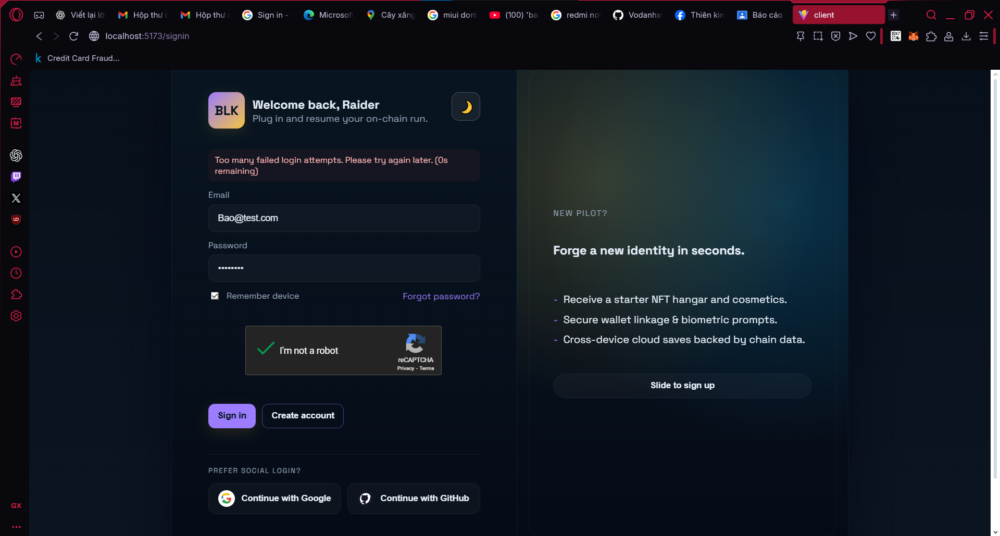 Viết lại lờ
Hộp thư
Hộp thư
Sign in -
Microsof
Cây xăng
miui dont
(100) 'ba
redmi no
Vodanhx
Thiên kim
Báo cáo
client
localhost:5173/signin
k Credit Card Fraud...
M
BLK
Welcome back, Raider
Plug in and resume your on-chain run.
Too many failed login attempts. Please try again later. (0s
remaining)
Email
Bao@test.com
Password
••••••••
Remember device
Forgot password?
I'm not a robot
reCAPTCHA
Privacy - Terms
Sign in
Create account
PREFER SOCIAL LOGIN?
Continue with Google
Continue with GitHub
NEW PILOT?
Forge a new identity in seconds.
- Receive a starter NFT hangar and cosmetics.
- Secure wallet linkage & biometric prompts.
- Cross-device cloud saves backed by chain data.
Slide to sign up
GX